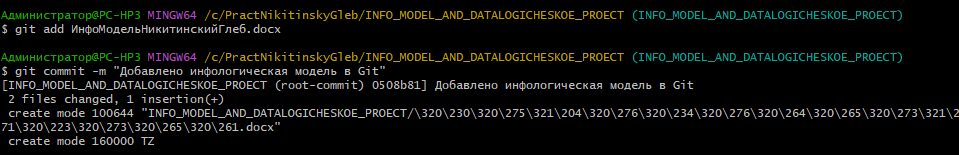 Администратор@PC-HP3 MINGW64 /c/PractNikitinskyGleb/INFO_MODEL_AND_DATALOGICHESKOE_PROECT (INFO_MODEL_AND_DATALOGICHESKOE_PROECT)
$ git add ИнфоМодельНикитинскийГлеб.docx
Администратор@PC-HP3 MINGW64 /c/PractNikitinskyGleb/INFO_MODEL_AND_DATALOGICHESKOE_PROECT (INFO_MODEL_AND_DATALOGICHESKOE_PROECT)
$ git commit -m "Добавлено инфологическая модель в Git"
[INFO_MODEL_AND_DATALOGICHESKOE_PROECT (root-commit) 0508b81] Добавлено инфологическая модель в Git
2 files changed, 1 insertion(+)
create mode 100644 "INFO_MODEL_AND_DATALOGICHESKOE_PROECT/\320\230\320\275\321\204\320\276\320\234\320\276\320\264\320\265\320\273\321\2
71\320\223\320\273\320\265\320\261.docx"
create mode 160000 TZ